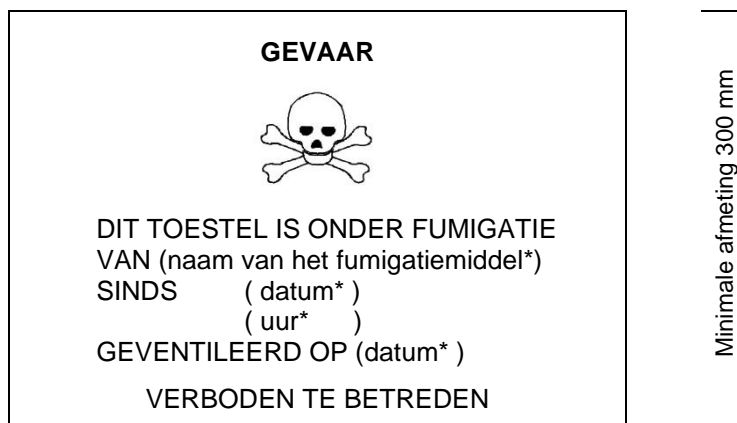 GEVAAR
DIT TOESTEL IS ONDER FUMIGATIE
VAN (naam van het fumigatiemiddel*)
SINDS ( datum* )
( uur* )
GEVENTILEERD OP (datum* )
VERBODEN TE BETREDEN
Minimale afmeting 300 mm